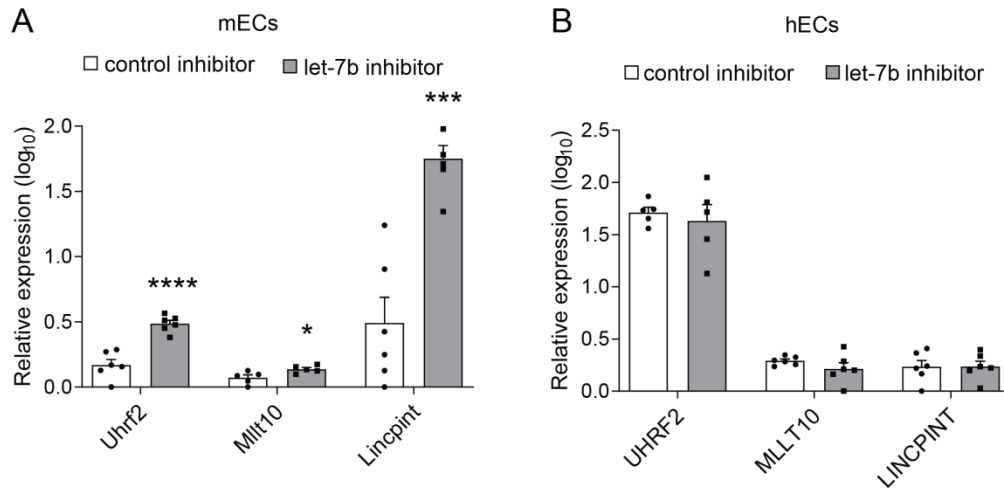 A
mECs
control inhibitor
let-7b inhibitor
Relative expression (log10)
2.0
1.5
1.0
0.5
0.0
****
*
***
Uhrf2
Mllt10
Lincpint
B
hECs
control inhibitor
let-7b inhibitor
Relative expression (log10)
2.5
2.0
1.5
1.0
0.5
0.0
UHRF2
MLLT10
LINCPINT